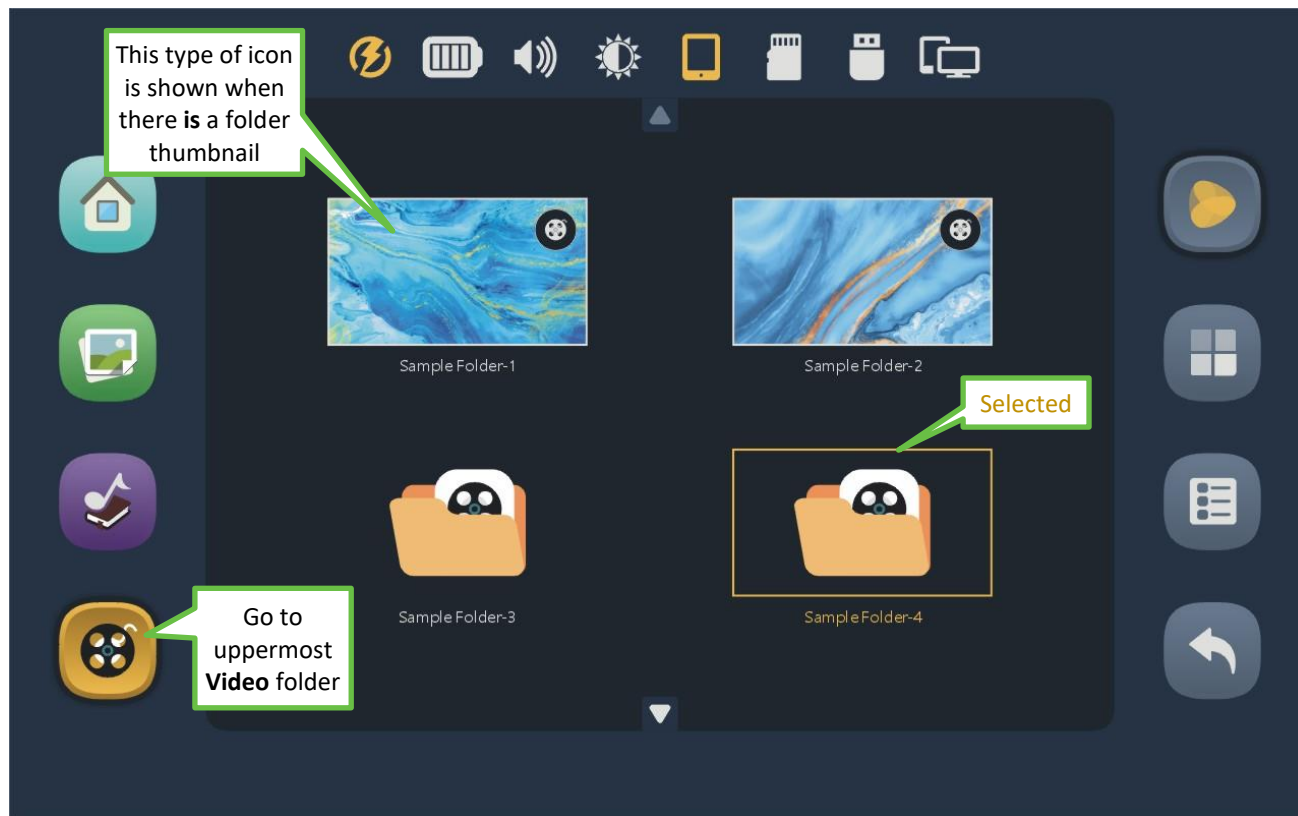 This type of icon
is shown when
there is a folder
thumbnail
Sample Folder-1
Sample Folder-2
Selected
Sample Folder-3
Sample Folder-4
Go to
uppermost
Video folder